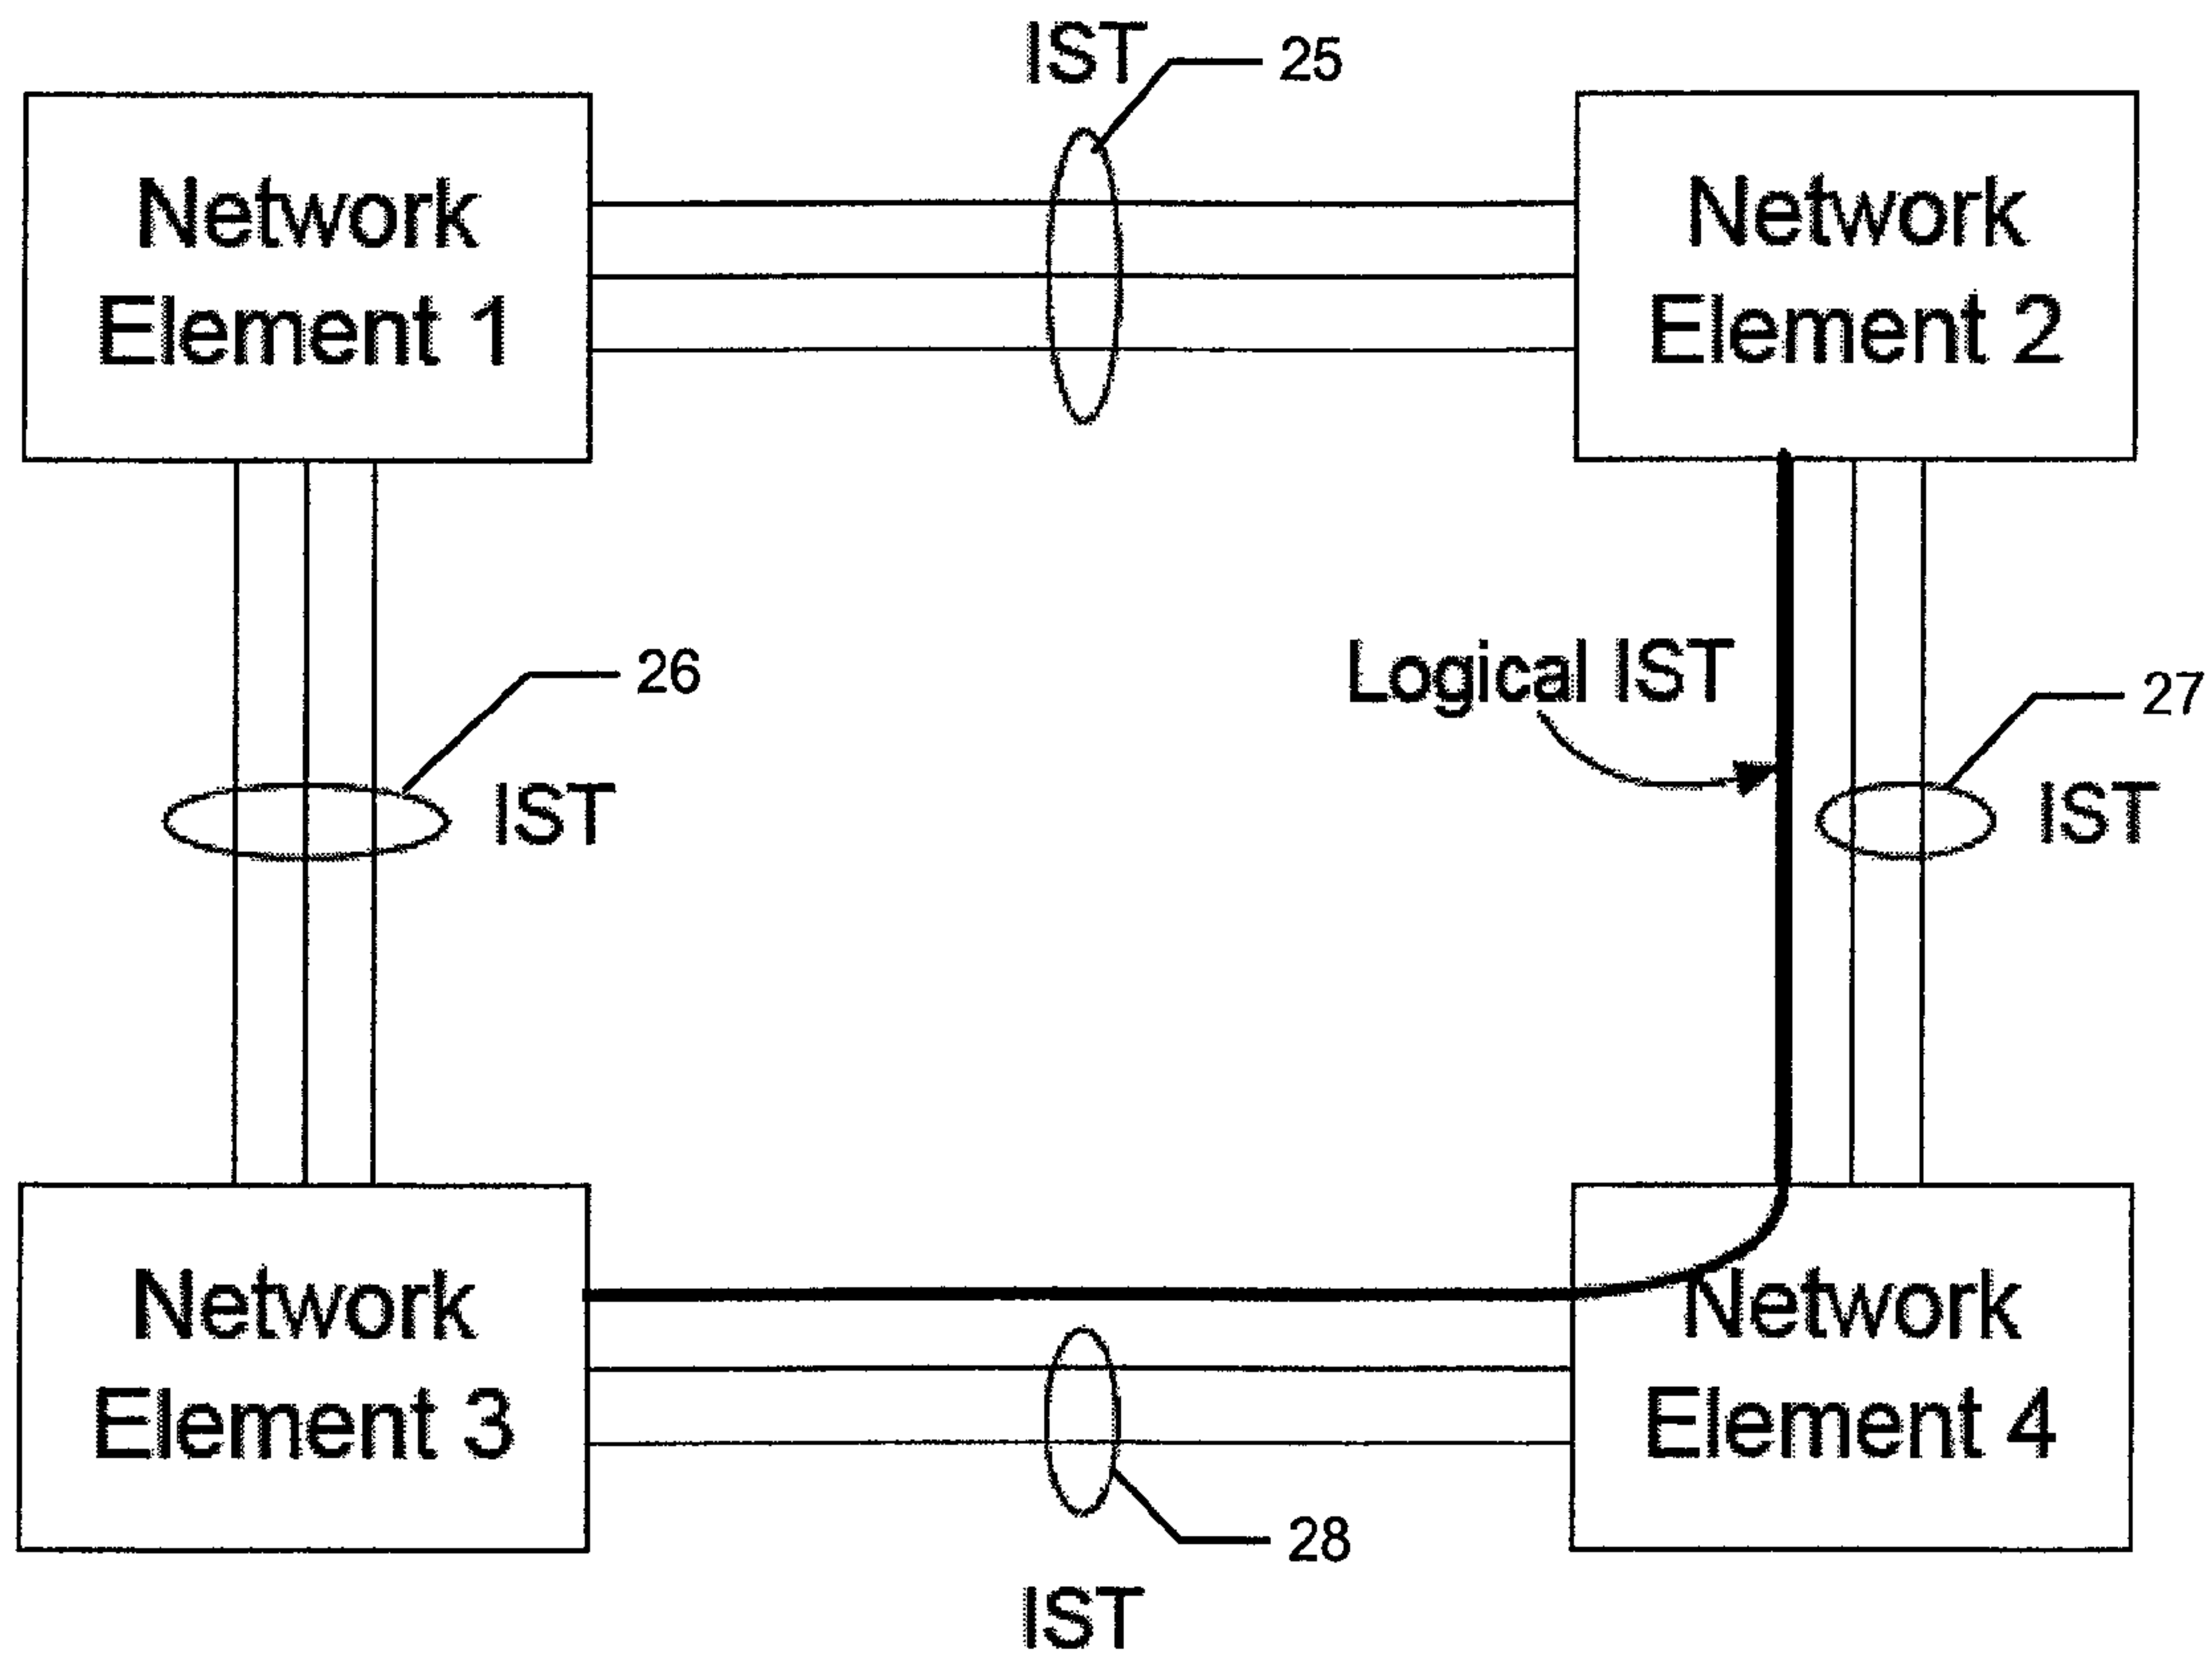 IST
25
Network
Element 1
Network
Element 2
26
IST
Logical IST
27
IST
Network
Element 3
Network
Element 4
28
IST